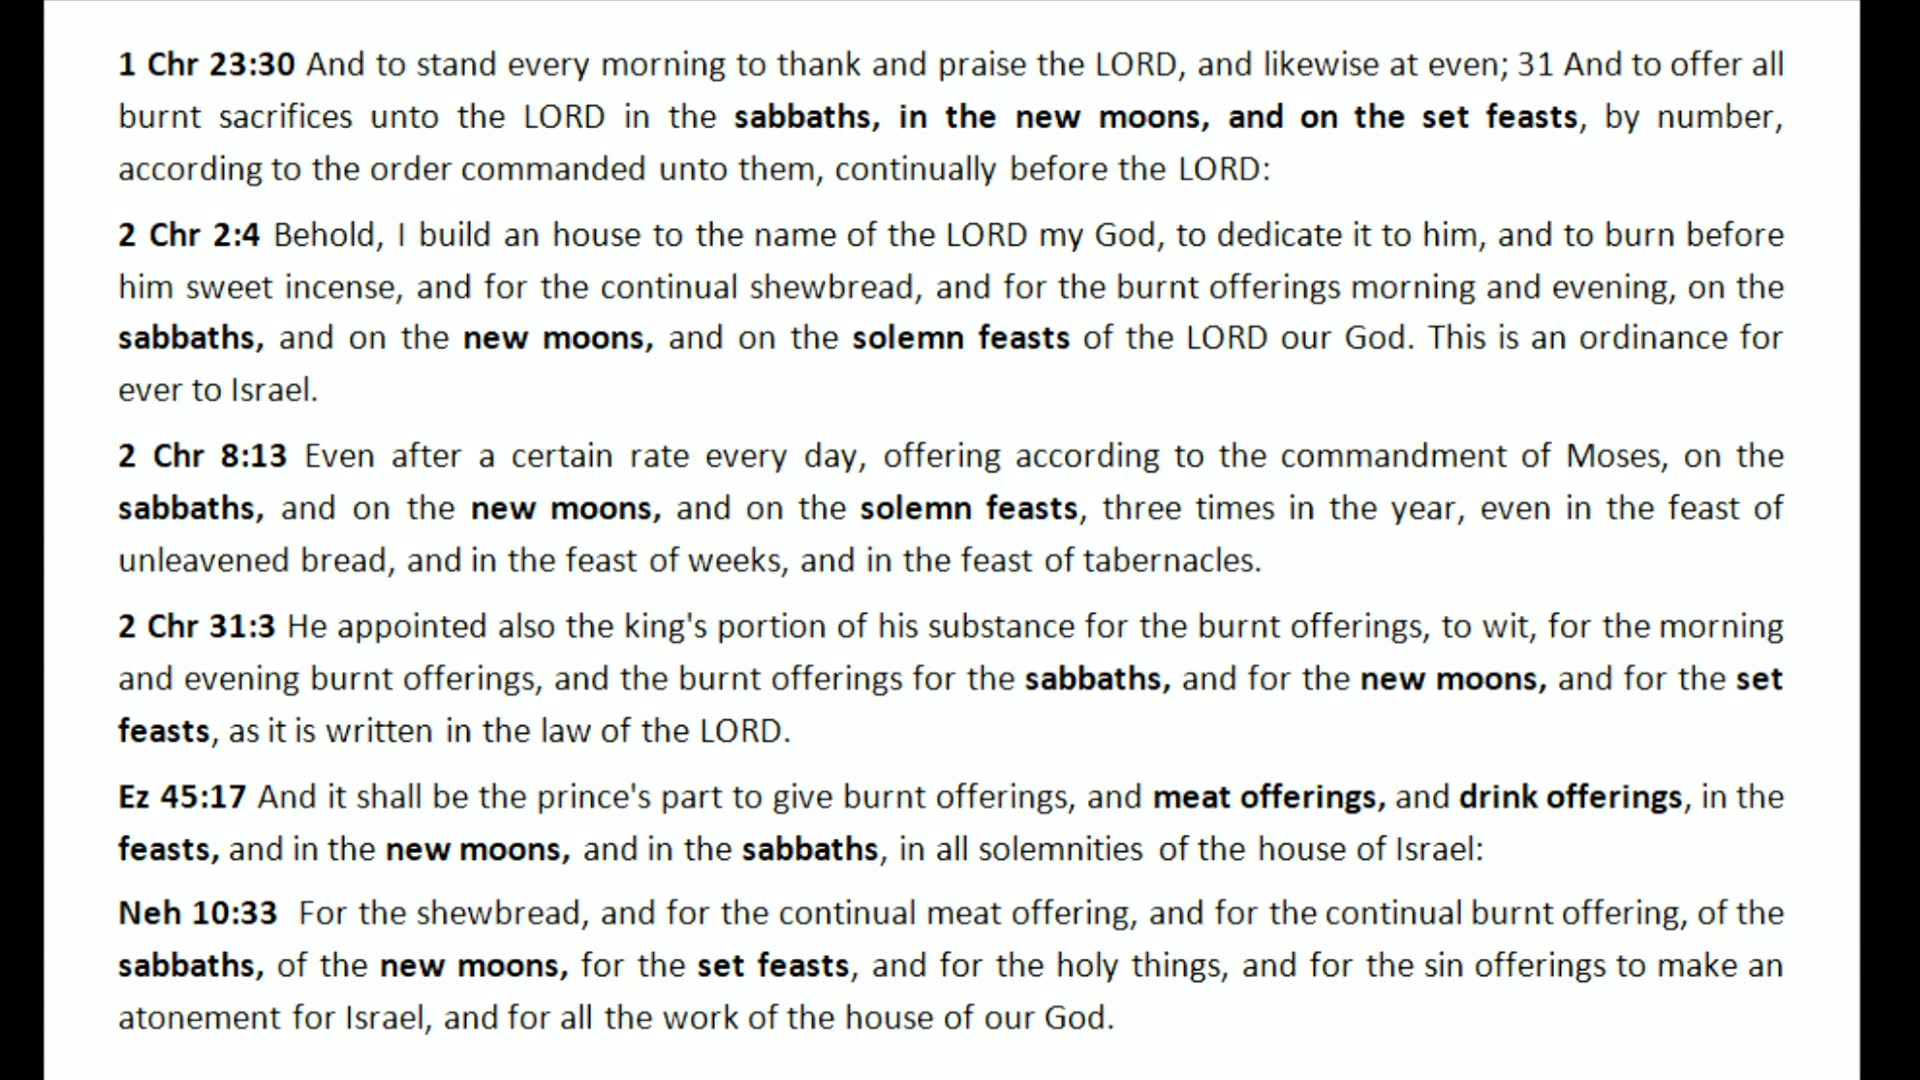 1 Chr 23:30 And to stand every morning to thank and praise the LORD, and likewise at even; 31 And to offer all
burnt sacrifices unto the LORD in the sabbaths, in the new moons, and on the set feasts, by number,
according to the order commanded unto them, continually before the LORD:
2 Chr 2:4 Behold, I build an house to the name of the LORD my God, to dedicate it to him, and to burn before
him sweet incense, and for the continual shewbread, and for the burnt offerings morning and evening, on the
sabbaths, and on the new moons, and on the solemn feasts of the LORD our God. This is an ordinance for
ever to Israel.
2 Chr 8:13 Even after a certain rate every day, offering according to the commandment of Moses, on the
sabbaths, and on the new moons, and on the solemn feasts, three times in the year, even in the feast of
unleavened bread, and in the feast of weeks, and in the feast of tabernacles.
2 Chr 31:3 He appointed also the king's portion of his substance for the burnt offerings, to wit, for the morning
and evening burnt offerings, and the burnt offerings for the sabbaths, and for the new moons, and for the set
feasts, as it is written in the law of the LORD.
Ez 45:17 And it shall be the prince's part to give burnt offerings, and meat offerings, and drink offerings, in the
feasts, and in the new moons, and in the sabbaths, in all solemnities of the house of Israel:
Neh 10:33 For the shewbread, and for the continual meat offering, and for the continual burnt offering, of the
sabbaths, of the new moons, for the set feasts, and for the holy things, and for the sin offerings to make an
atonement for Israel, and for all the work of the house of our God.